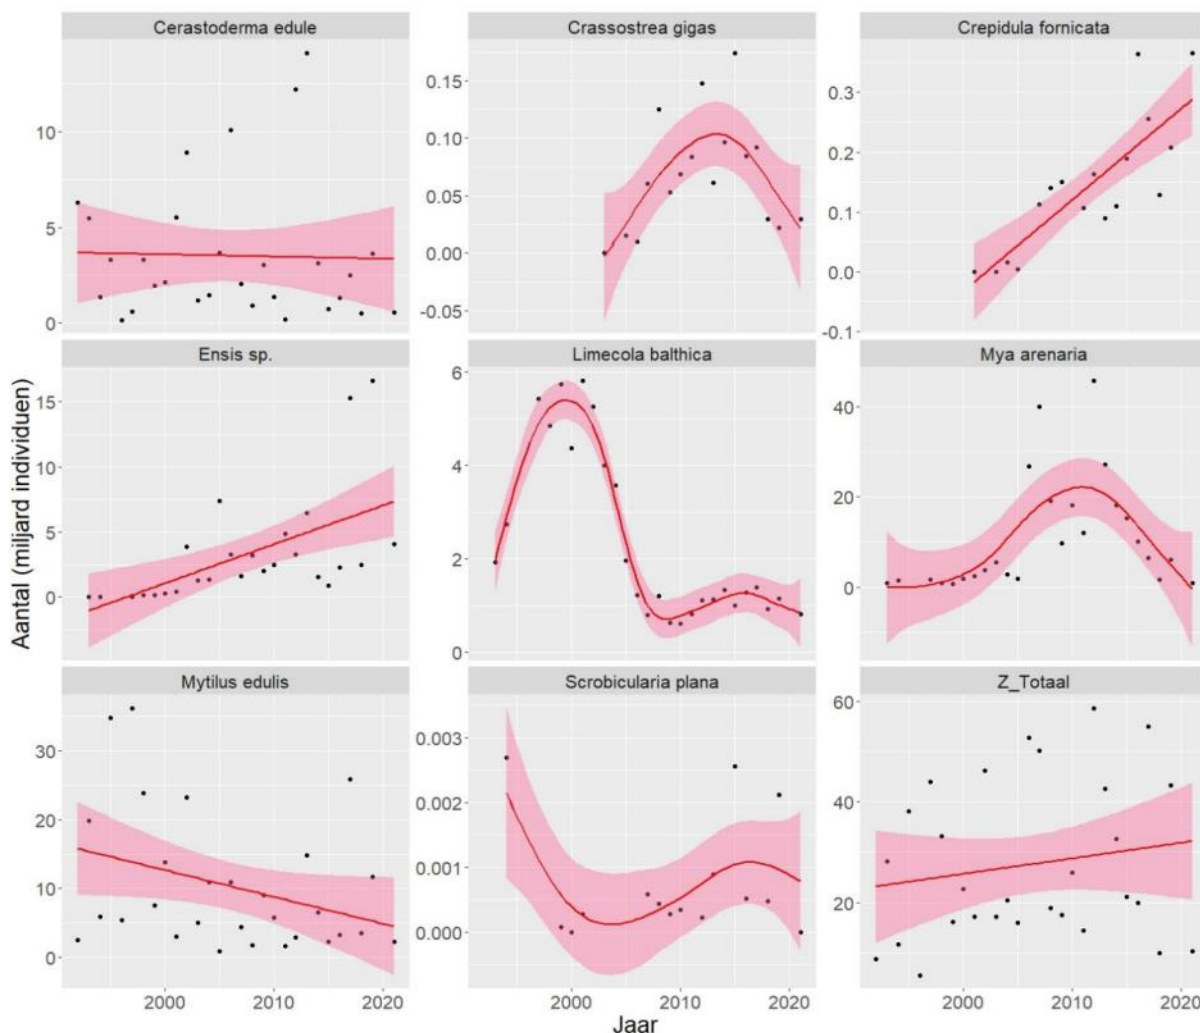 Cerastoderma edule
Crassostrea gigas
Crepidula fornicata
10
5
0
0.15
0.10
0.05
0.00
-0.05
0.3
0.2
0.1
0.0
-0.1
Ensis sp.
Limecola balthica
Mya arenaria
15
10
5
0
6
4
2
0
40
20
0
Mytilus edulis
Scrobicularia plana
Z_Totaal
30
20
10
0
0.003
0.002
0.001
0.000
60
40
20
2000 2010 2020
2000 2010 2020
2000 2010 2020
Aantal (miljard individuen)
Jaar